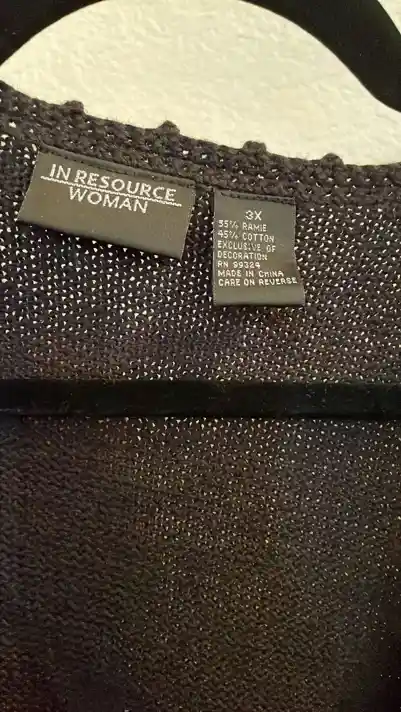 IN RESOURCE
WOMAN
3X
55% RAMIE
45% COTTON
EXCLUSIVE OF
DECORATION
RN 99324
MADE IN CHINA
CARE ON REVERSE